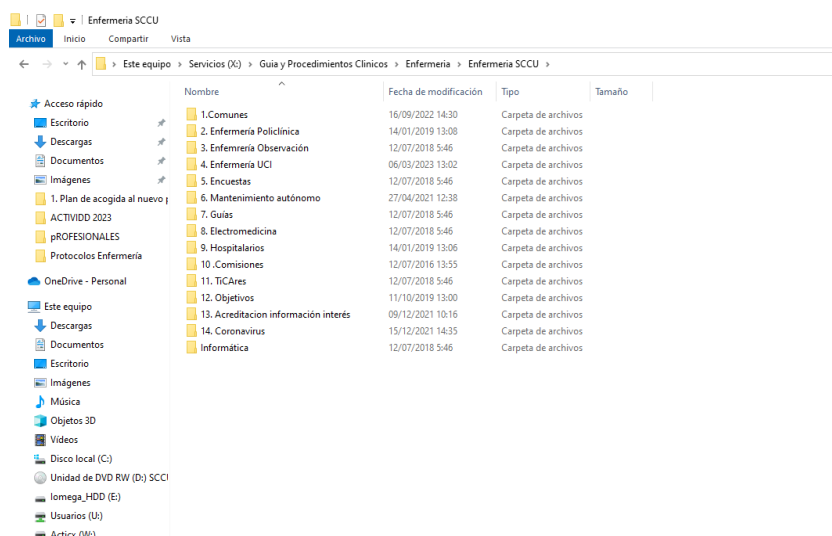 Enfermeria SCCU
Archivo Inicio Compartir Vista
Este equipo > Servicios (X:) > Guia y Procedimientos Clinicos > Enfermeria > Enfermeria SCCU >
Nombre Fecha de modificación Tipo Tamaño
1.Comunes 16/09/2022 14:30 Carpeta de archivos
2. Enfermería Policlínica 14/01/2019 13:08 Carpeta de archivos
3. Enfemrería Observación 12/07/2018 5:46 Carpeta de archivos
4. Enfermería UCI 06/03/2023 13:02 Carpeta de archivos
5. Encuestas 12/07/2018 5:46 Carpeta de archivos
6. Mantenimiento autónomo 27/04/2021 12:38 Carpeta de archivos
7. Guías 12/07/2018 5:46 Carpeta de archivos
8. Electromedicina 12/07/2018 5:46 Carpeta de archivos
9. Hospitalarios 14/01/2019 13:06 Carpeta de archivos
10 .Comisiones 12/07/2016 13:55 Carpeta de archivos
11. TiCAres 12/07/2018 5:46 Carpeta de archivos
12. Objetivos 11/10/2019 13:00 Carpeta de archivos
13. Acreditacion información interés 09/12/2021 10:16 Carpeta de archivos
14. Coronavirus 15/12/2021 14:35 Carpeta de archivos
Informática 12/07/2018 5:46 Carpeta de archivos
Acceso rápido
Escritorio
Descargas
Documentos
Imágenes
1. Plan de acogida al nuevo p
ACTIVIDD 2023
pROFESIONALES
Protocolos Enfermería
OneDrive - Personal
Este equipo
Descargas
Documentos
Escritorio
Imágenes
Música
Objetos 3D
Vídeos
Disco local (C:)
Unidad de DVD RW (D:) SCCU
Iomega_HDD (E:)
Usuarios (U:)
Acticx (W:)